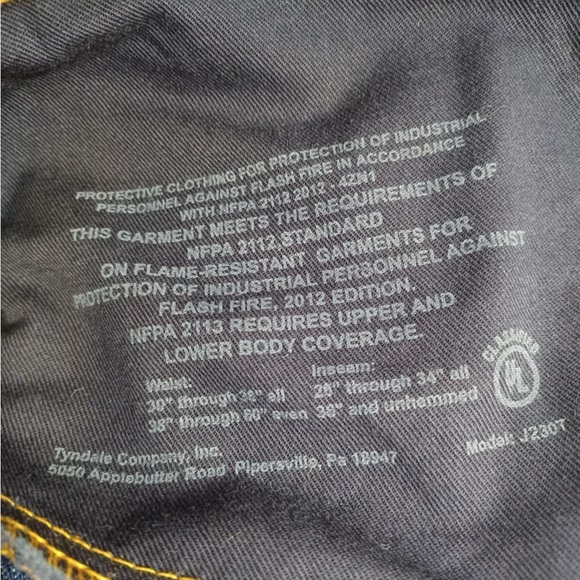 PROTECTIVE CLOTHING FOR PROTECTION OF INDUSTRIAL
PERSONNEL AGAINST FLASH FIRE IN ACCORDANCE
WITH NFPA 2112 2012 - 42N1
THIS GARMENT MEETS THE REQUIREMENTS OF
NFPA 2112,STANDARD
ON FLAME-RESISTANT GARMENTS FOR
PROTECTION OF INDUSTRIAL PERSONNEL AGAINST
FLASH FIRE, 2012 EDITION.
NFPA 2113 REQUIRES UPPER AND
LOWER BODY COVERAGE.
Waist: Inseam:
30" through 36" all 28" through 34" all
38" through 60" even 36" and unhemmed
CLASSIFIED
UL
Tyndale Company, Inc.
5050 Applebutter Road Pipersville, Pa 18947
Model: J230T